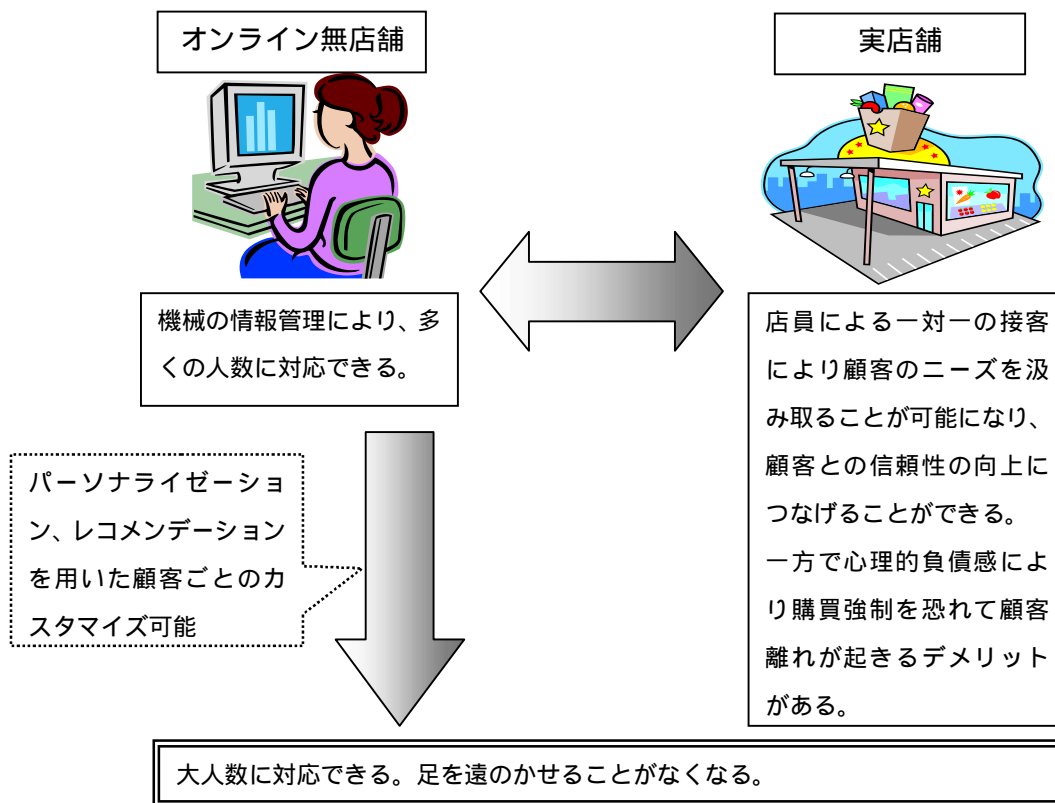 オンライン無店舗
実店舗
機械の情報管理により、多
くの人数に対応できる。
店員による一対一の接客
により顧客のニーズを汲
み取ることが可能になり、
顧客との信頼性の向上に
つなげることができる。
一方で心理的負債感によ
り購買強制を恐れて顧客
離れが起きるデメリット
がある。
パーソナライゼーショ
ン、レコメンデーション
を用いた顧客ごとのカ
スタマイズ可能
大人数に対応できる。足を遠のかせることがなくなる。